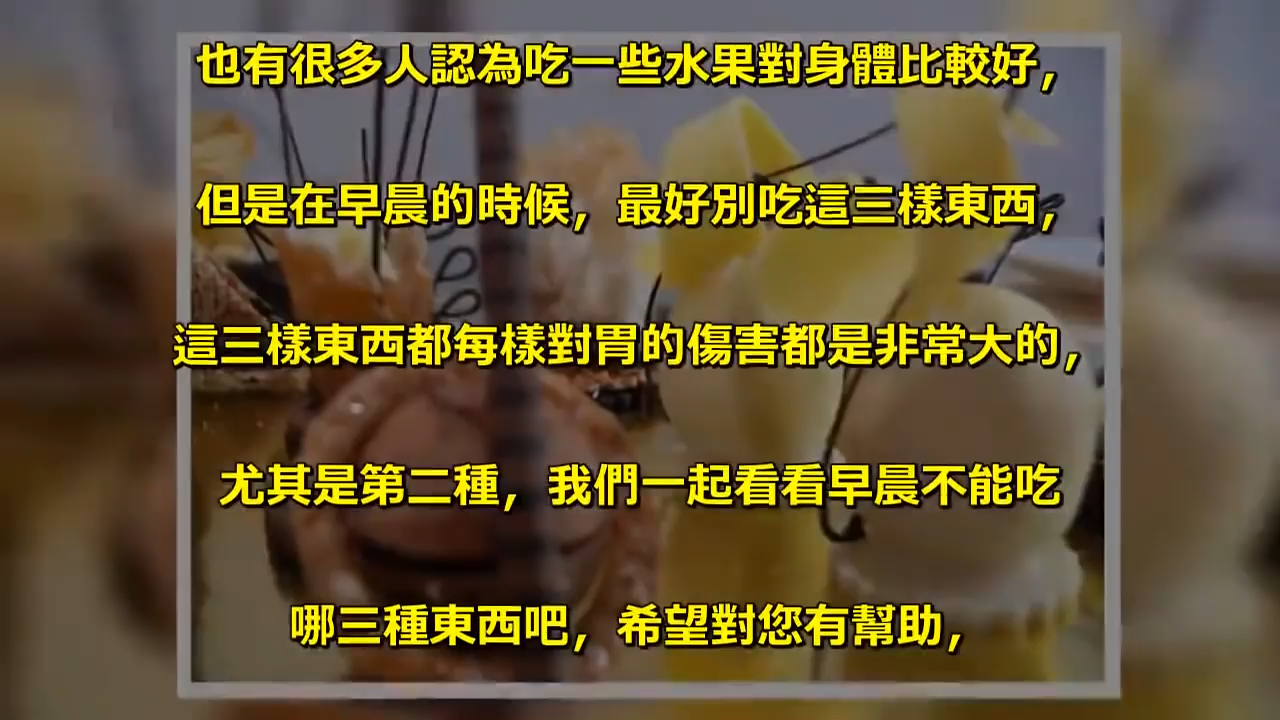 也有很多人認為吃一些水果對身體比較好，
但是在早晨的時候，最好別吃這三樣東西，
這三樣東西都每樣對胃的傷害都是非常大的，
尤其是第二種，我們一起看看早晨不能吃
哪三種東西吧，希望對您有幫助，